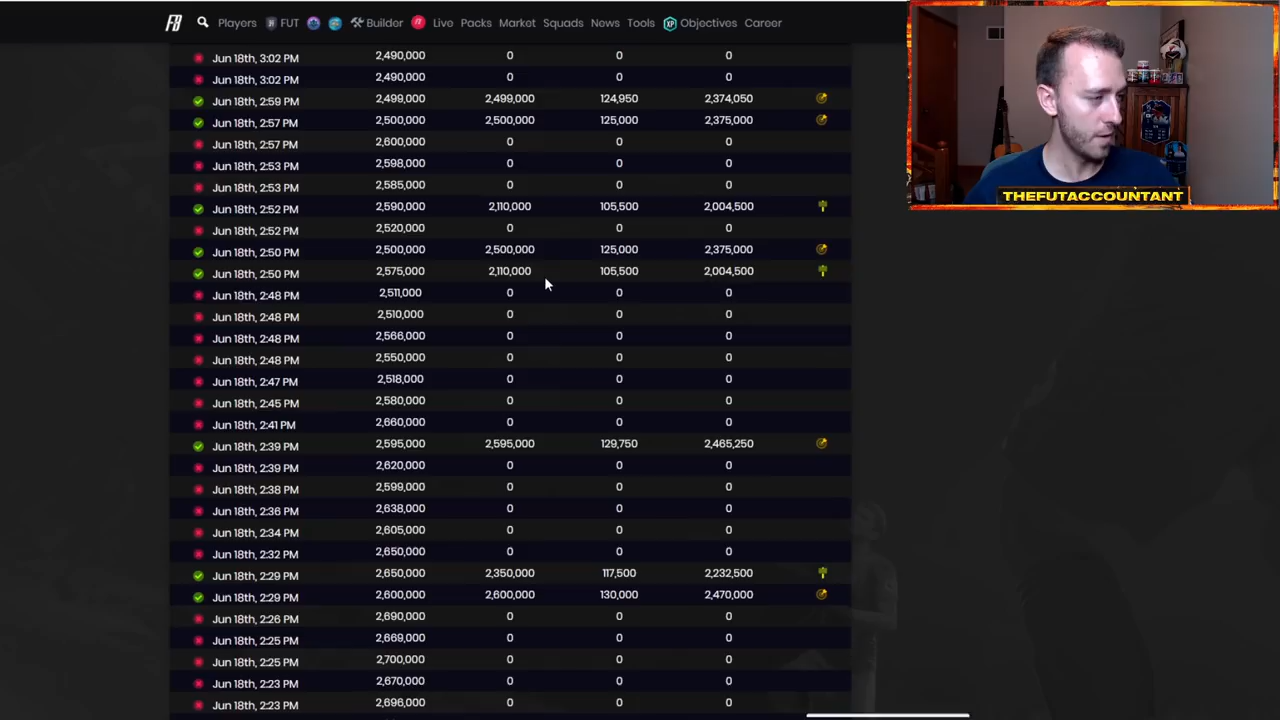 FB Players FUT Builder Live Packs Market Squads News Tools XP Objectives Career
Jun 18th, 3:02 PM 2,490,000 0 0 0
Jun 18th, 3:02 PM 2,490,000 0 0 0
Jun 18th, 2:59 PM 2,499,000 2,499,000 124,950 2,374,050
Jun 18th, 2:57 PM 2,500,000 2,500,000 125,000 2,375,000
Jun 18th, 2:57 PM 2,600,000 0 0 0
Jun 18th, 2:53 PM 2,598,000 0 0 0
Jun 18th, 2:53 PM 2,585,000 0 0 0
Jun 18th, 2:52 PM 2,560,000 2,110,000 105,500 2,004,500
Jun 18th, 2:52 PM 2,520,000 0 0 0
Jun 18th, 2:50 PM 2,500,000 2,500,000 125,000 2,375,000
Jun 18th, 2:50 PM 2,575,000 2,110,000 105,500 2,004,500
Jun 18th, 2:48 PM 2,511,000 0 0 0
Jun 18th, 2:48 PM 2,510,000 0 0 0
Jun 18th, 2:48 PM 2,566,000 0 0 0
Jun 18th, 2:48 PM 2,550,000 0 0 0
Jun 18th, 2:47 PM 2,518,000 0 0 0
Jun 18th, 2:45 PM 2,580,000 0 0 0
Jun 18th, 2:41 PM 2,660,000 0 0 0
Jun 18th, 2:39 PM 2,595,000 2,595,000 129,750 2,465,250
Jun 18th, 2:39 PM 2,620,000 0 0 0
Jun 18th, 2:38 PM 2,599,000 0 0 0
Jun 18th, 2:36 PM 2,638,000 0 0 0
Jun 18th, 2:34 PM 2,605,000 0 0 0
Jun 18th, 2:32 PM 2,650,000 0 0 0
Jun 18th, 2:29 PM 2,650,000 2,350,000 117,500 2,232,500
Jun 18th, 2:29 PM 2,600,000 2,600,000 130,000 2,470,000
Jun 18th, 2:26 PM 2,690,000 0 0 0
Jun 18th, 2:25 PM 2,669,000 0 0 0
Jun 18th, 2:25 PM 2,700,000 0 0 0
Jun 18th, 2:23 PM 2,670,000 0 0 0
Jun 18th, 2:23 PM 2,696,000 0 0 0
THEFUTACCOUNTANT